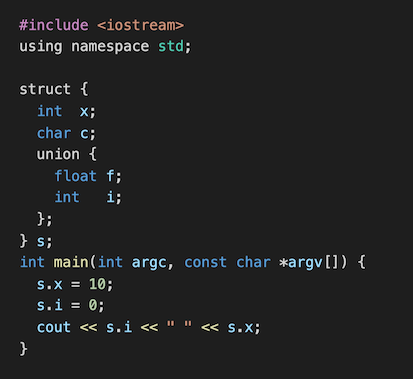 #include <iostream>
using namespace std;

struct {
  int  x;
  char c;
  union {
    float f;
    int   i;
  };
} s;
int main(int argc, const char *argv[]) {
  s.x = 10;
  s.i = 0;
  cout << s.i << " " << s.x;
}